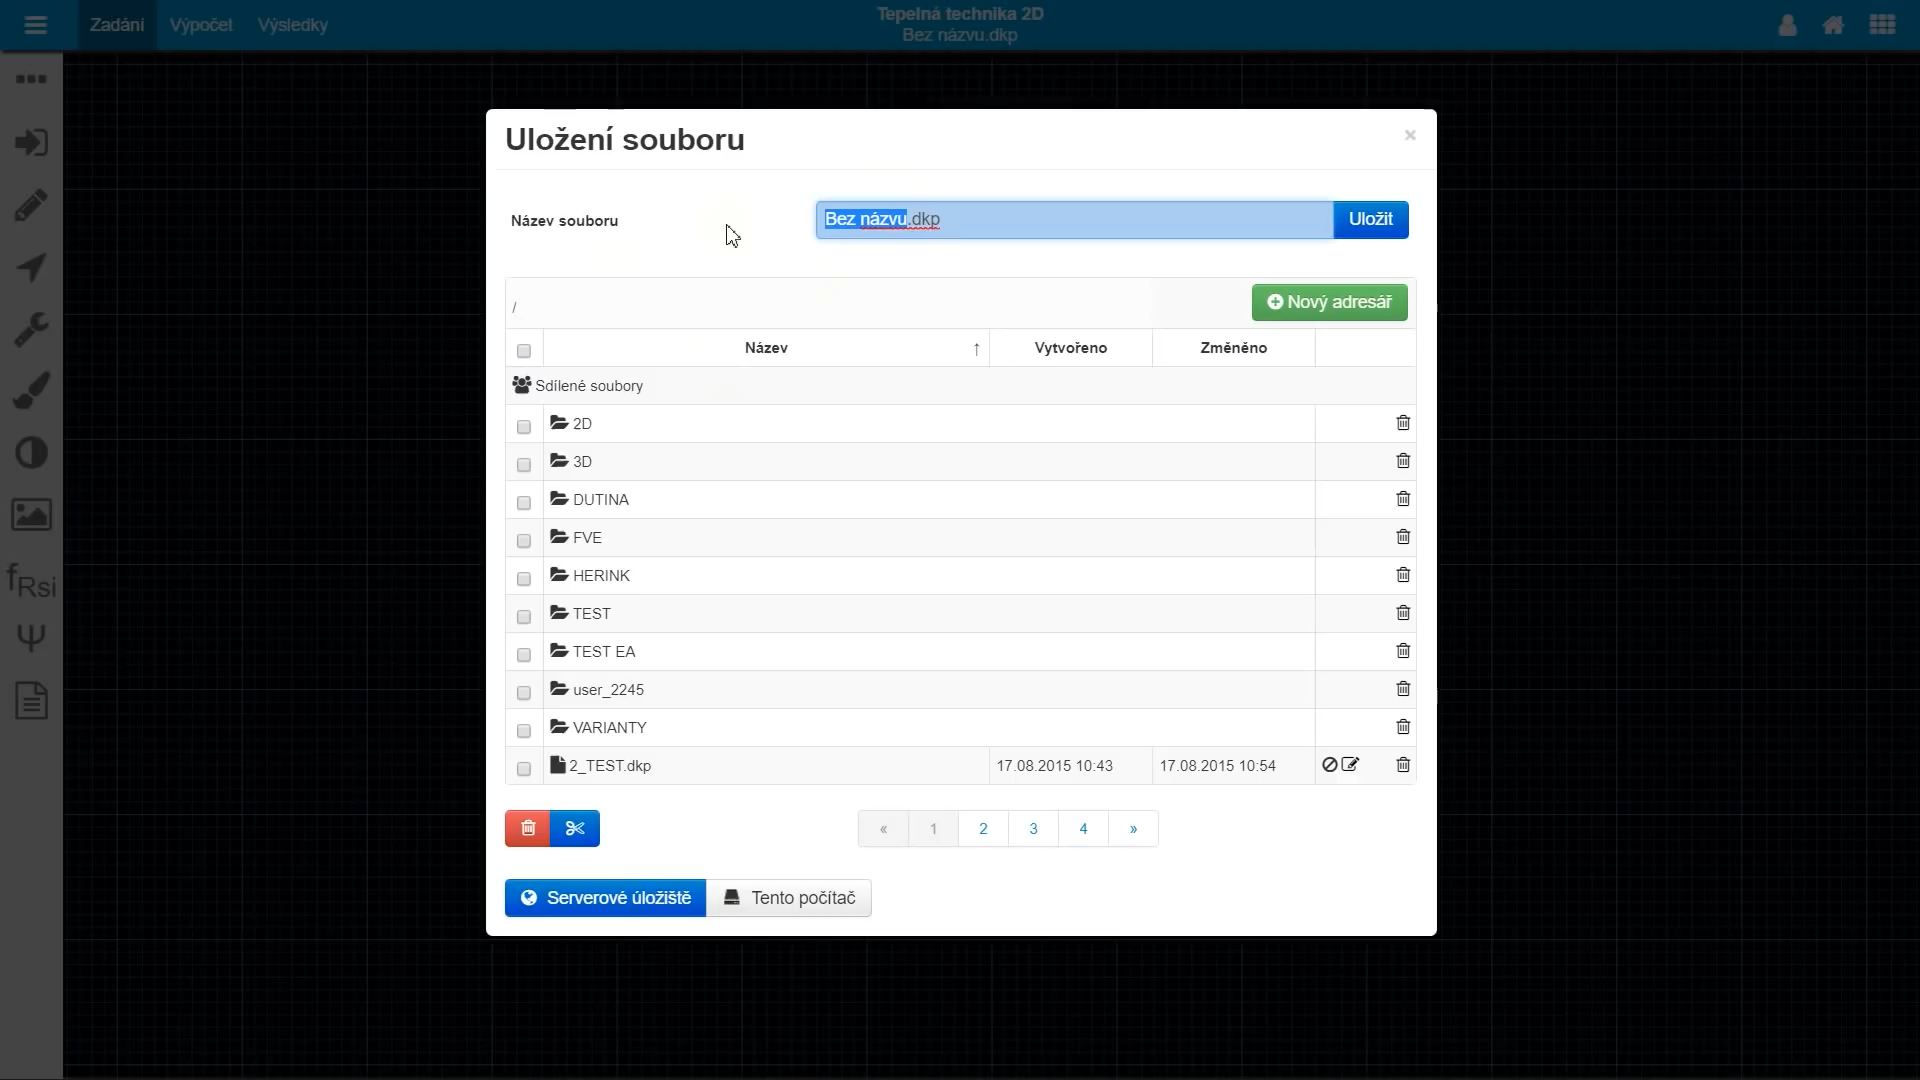 Zadání Výpočet Výsledky
Tepelná technika 2D
Bez názvu.dkp
fRsi
Ψ
Uložení souboru
×
Název souboru
Bez názvu.dkp
Uložit
/
Nový adresář
Název ↑ Vytvořeno Změněno
Sdílené soubory
2D
3D
DUTINA
FVE
HERINK
TEST
TEST EA
user_2245
VARIANTY
2_TEST.dkp 17.08.2015 10:43 17.08.2015 10:54
« 1 2 3 4 »
Serverové úložiště Tento počítač